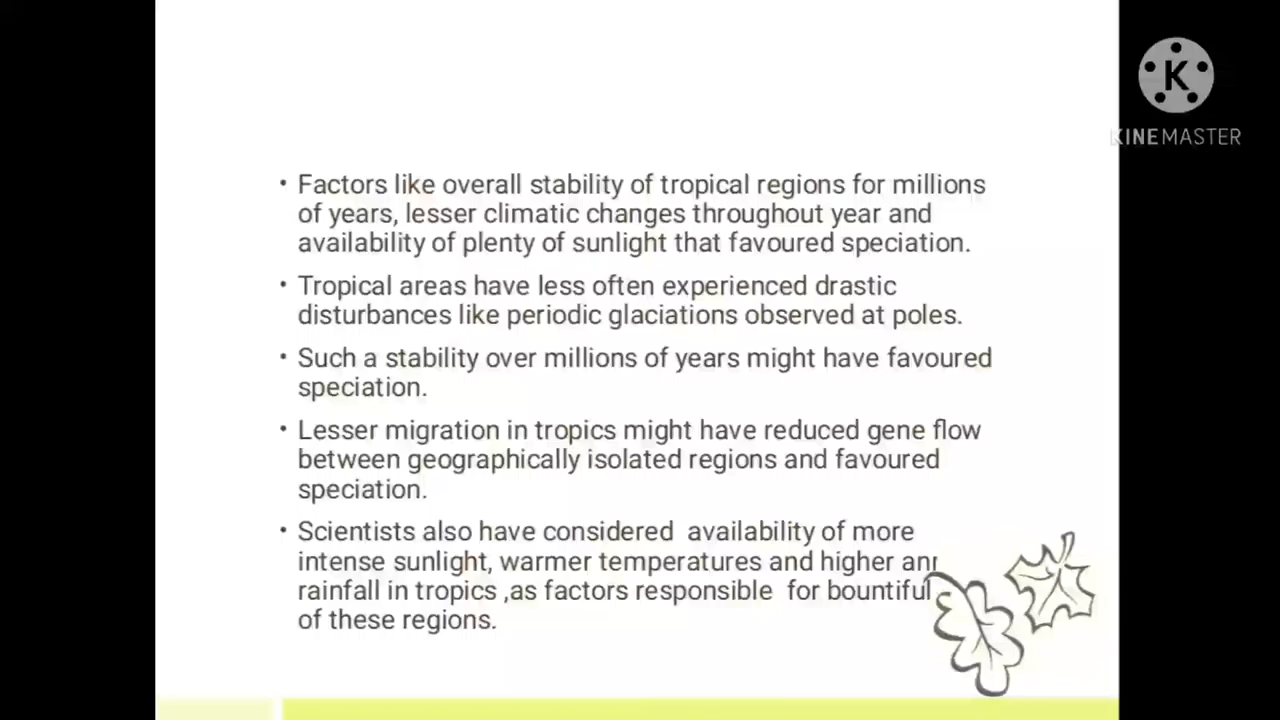 • Factors like overall stability of tropical regions for millions
of years, lesser climatic changes throughout year and
availability of plenty of sunlight that favoured speciation.
• Tropical areas have less often experienced drastic
disturbances like periodic glaciations observed at poles.
• Such a stability over millions of years might have favoured
speciation.
• Lesser migration in tropics might have reduced gene flow
between geographically isolated regions and favoured
speciation.
• Scientists also have considered  availability of more
intense sunlight, warmer temperatures and higher
rainfall in tropics ,as factors responsible  for bountiful
of these regions.
K
KINEMASTER